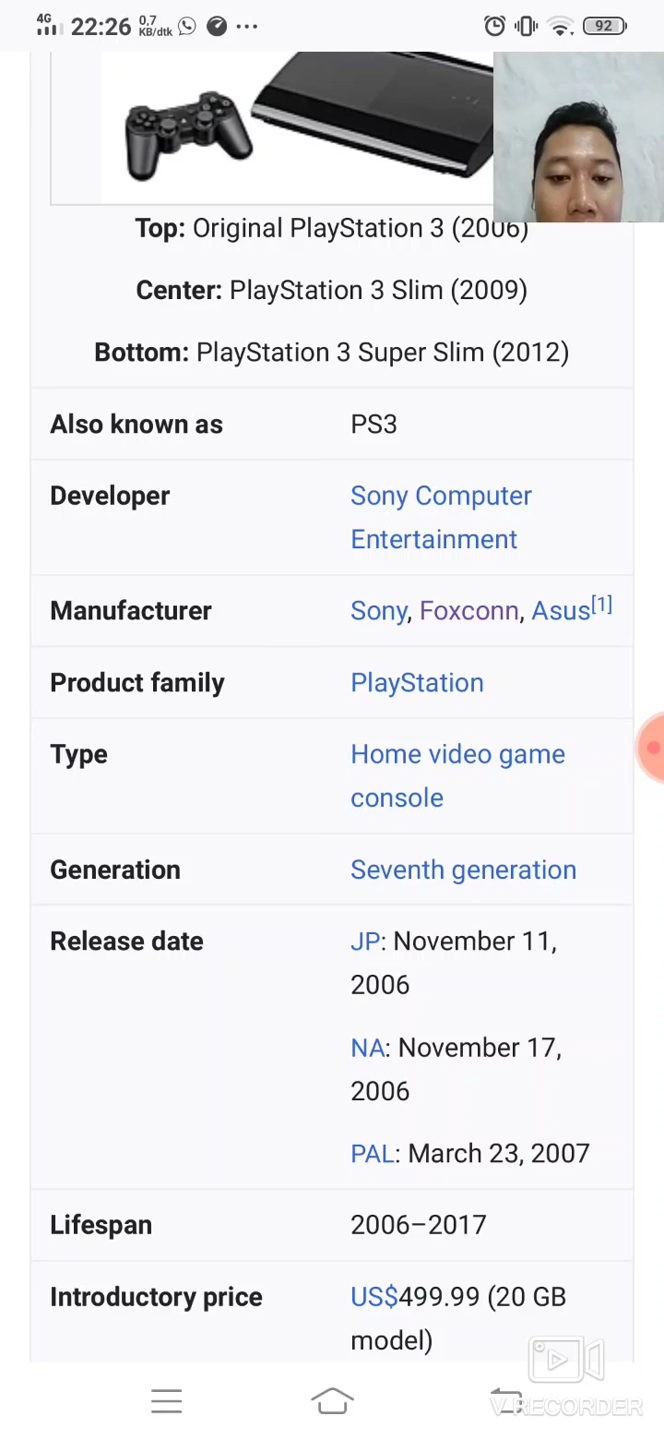 4G 22:26 0,7 KB/dtk 92
Top: Original PlayStation 3 (2006)
Center: PlayStation 3 Slim (2009)
Bottom: PlayStation 3 Super Slim (2012)
Also known as PS3
Developer Sony Computer
Entertainment
Manufacturer Sony, Foxconn, Asus[1]
Product family PlayStation
Type Home video game
console
Generation Seventh generation
Release date JP: November 11,
2006
NA: November 17,
2006
PAL: March 23, 2007
Lifespan 2006–2017
Introductory price US$499.99 (20 GB
model)
V RECORDER